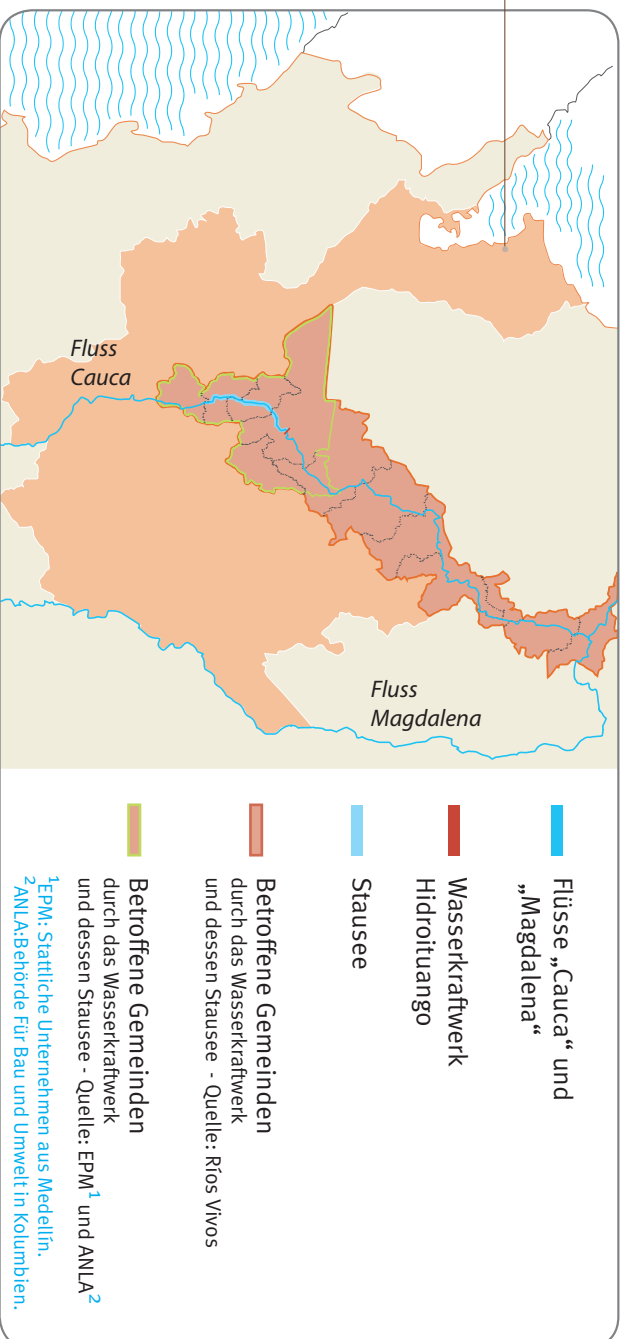 Fluss
Cauca
Fluss
Magdalena
Flüsse „Cauca“ und
„Magdalena“
Wasserkraftwerk
Hidroituango
Stausee
Betroffene Gemeinden
durch das Wasserkraftwerk
und dessen Stausee - Quelle: Ríos Vivos
Betroffene Gemeinden
durch das Wasserkraftwerk
und dessen Stausee - Quelle: EPM¹ und ANLA²
¹EPM: Stattliche Unternehmen aus Medellín.
²ANLA:Behörde Für Bau und Umwelt in Kolumbien.